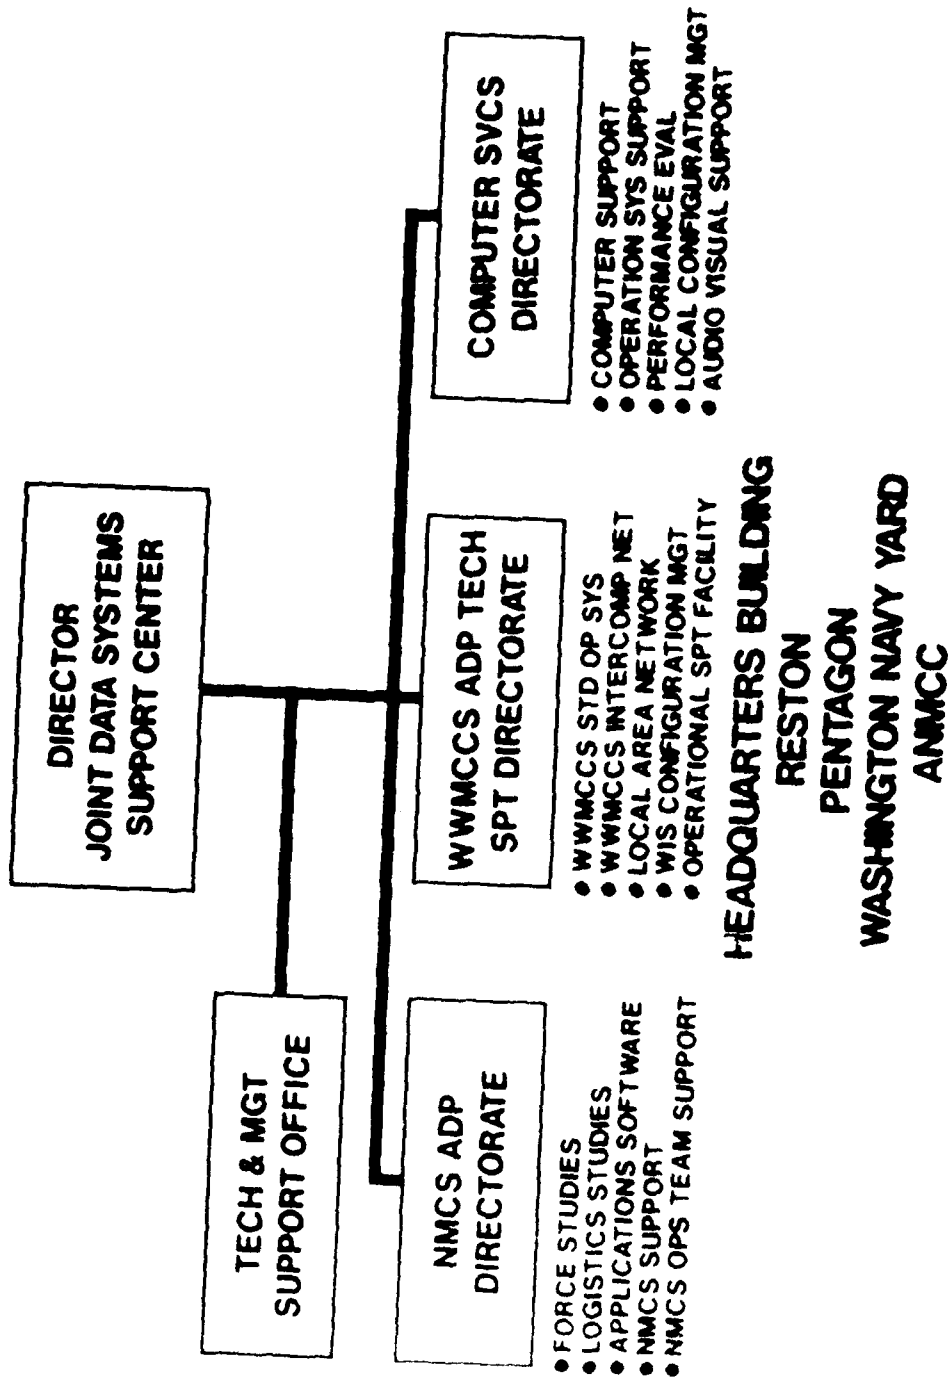 DIRECTOR
JOINT DATA SYSTEMS
SUPPORT CENTER
TECH & MGT
SUPPORT OFFICE
NMCS ADP
DIRECTORATE
• FORCE STUDIES
• LOGISTICS STUDIES
• APPLICATIONS SOFTWARE
• NMCS SUPPORT
• NMCS OPS TEAM SUPPORT
WWMCCS ADP TECH
SPT DIRECTORATE
• WWMCCS STD OP SYS
• WWMCCS INTERCOMP NET
• LOCAL AREA NETWORK
• WIS CONFIGURATION MGT
• OPERATIONAL SPT FACILITY
COMPUTER SVCS
DIRECTORATE
• COMPUTER SUPPORT
• OPERATION SYS SUPPORT
• PERFORMANCE EVAL
• LOCAL CONFIGURATION MGT
• AUDIO VISUAL SUPPORT
HEADQUARTERS BUILDING
RESTON
PENTAGON
WASHINGTON NAVY YARD
ANMCC